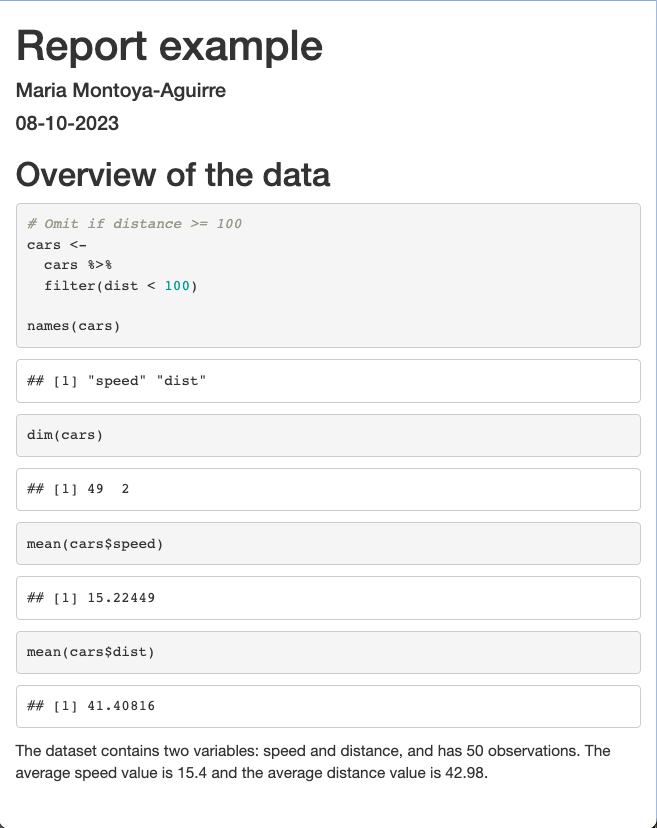 Report example
Maria Montoya-Aguirre
08-10-2023
Overview of the data
# Omit if distance >= 100
cars <-
  cars %>%
  filter(dist < 100)
names(cars)
## [1] "speed" "dist"
dim(cars)
## [1] 49  2
mean(cars$speed)
## [1] 15.22449
mean(cars$dist)
## [1] 41.40816
The dataset contains two variables: speed and distance, and has 50 observations. The
average speed value is 15.4 and the average distance value is 42.98.